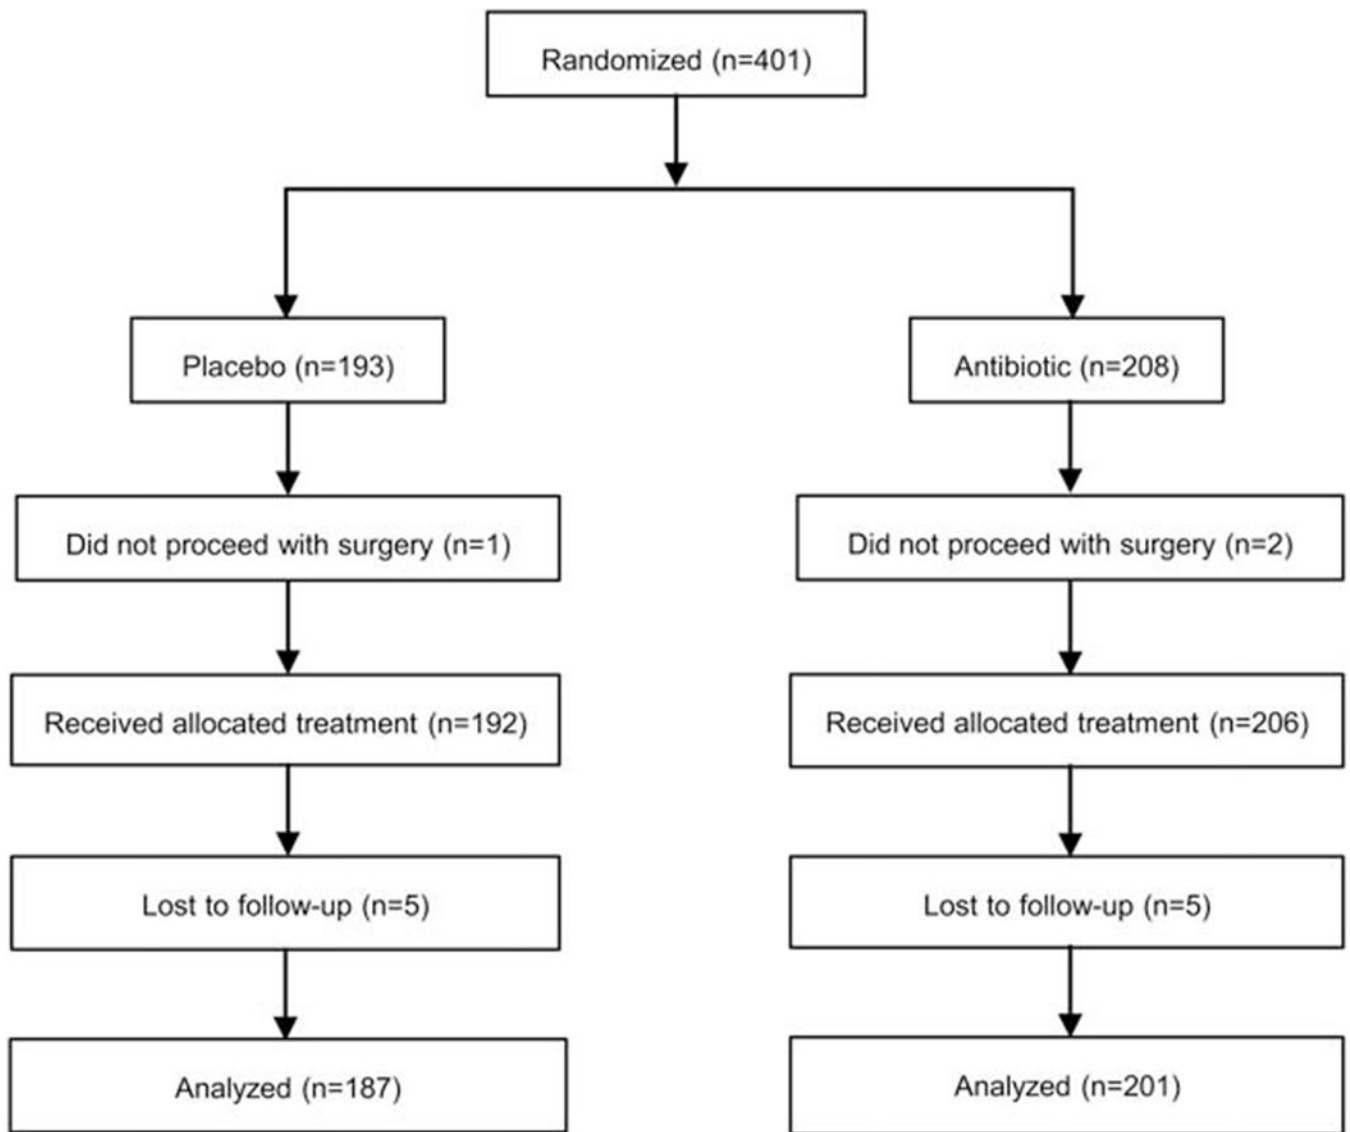 Randomized (n=401)
Placebo (n=193)
Antibiotic (n=208)
Did not proceed with surgery (n=1)
Did not proceed with surgery (n=2)
Received allocated treatment (n=192)
Received allocated treatment (n=206)
Lost to follow-up (n=5)
Lost to follow-up (n=5)
Analyzed (n=187)
Analyzed (n=201)